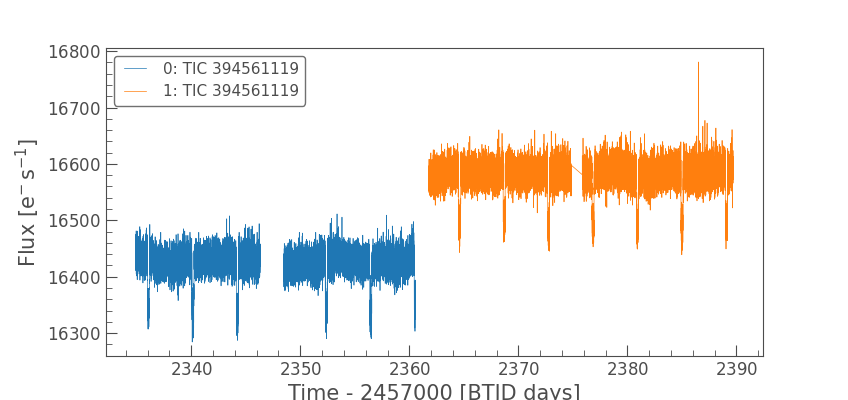 16800
16700
16600
16500
16400
16300
Flux [e⁻ s⁻¹]
0: TIC 394561119
1: TIC 394561119
2340 2350 2360 2370 2380 2390
Time - 2457000 [BTJD days]